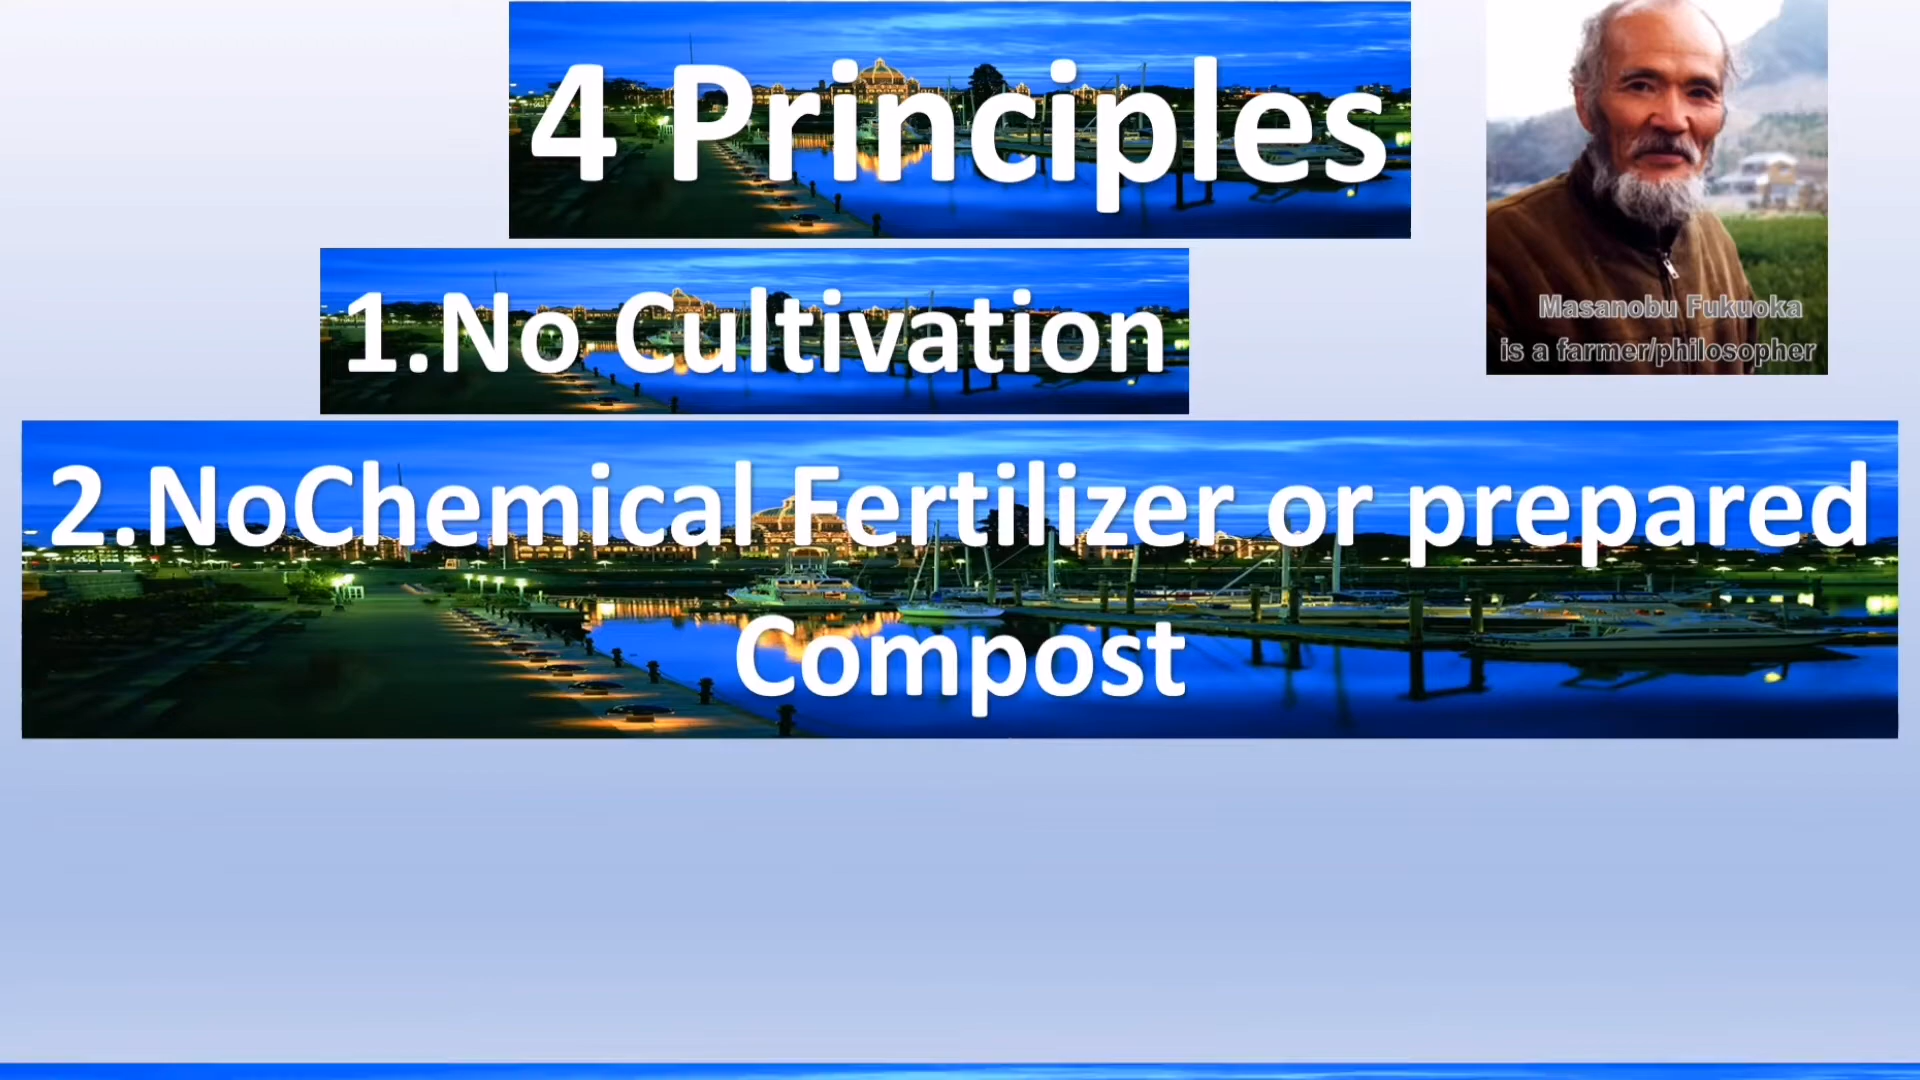 4 Principles
Masanobu Fukuoka
is a farmer/philosopher
1.No Cultivation
2.NoChemical Fertilizer or prepared
Compost